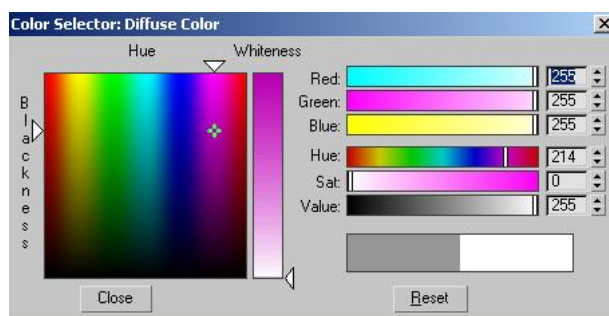 Color Selector: Diffuse Color
Hue
Whiteness
Blackness
Red: 255
Green: 255
Blue: 255
Hue: 214
Sat: 0
Value: 255
Close
Reset